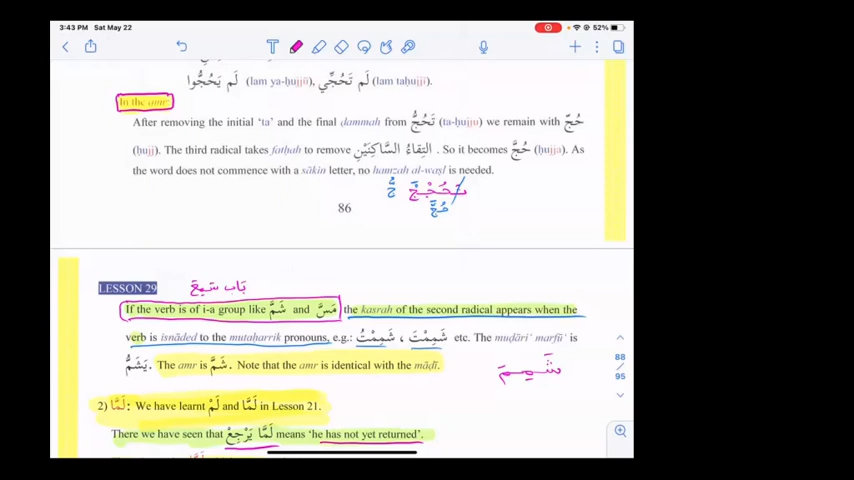 3:43 PM Sat May 22
52%
لَم يَحُجُّوا (lam ya-ḥujjū), لَم تَحُجِّي (lam taḥujjī).
In the amr:
After removing the initial ‘ta’ and the final ḍammah from تَحُجُّ (ta-ḥujju) we remain with حُجّ
(ḥujj). The third radical takes fatḥah to remove التِقاءُ السَّاكِنَيْنِ. So it becomes حُجَّ (ḥujja). As
the word does not commence with a sākin letter, no hamzah al-waṣl is needed.
86
حُجَّ
LESSON 29 بَاب سَمِعَ
If the verb is of i-a group like شَمَّ and مَسَّ the kasrah of the second radical appears when the
verb is isnāded to the mutaḥarrik pronouns, e.g.: شَمِمْتُ ، شَمِمْتَ etc. The muḍāri‘ marfū‘ is
يَشَمُّ. The amr is شَمَّ. Note that the amr is identical with the māḍī.
شَمِمَ
88
/
95
2) لَمَّا: We have learnt لَمْ and لَمَّا in Lesson 21.
There we have seen that لَمَّا يَرْجِعْ means ‘he has not yet returned’.